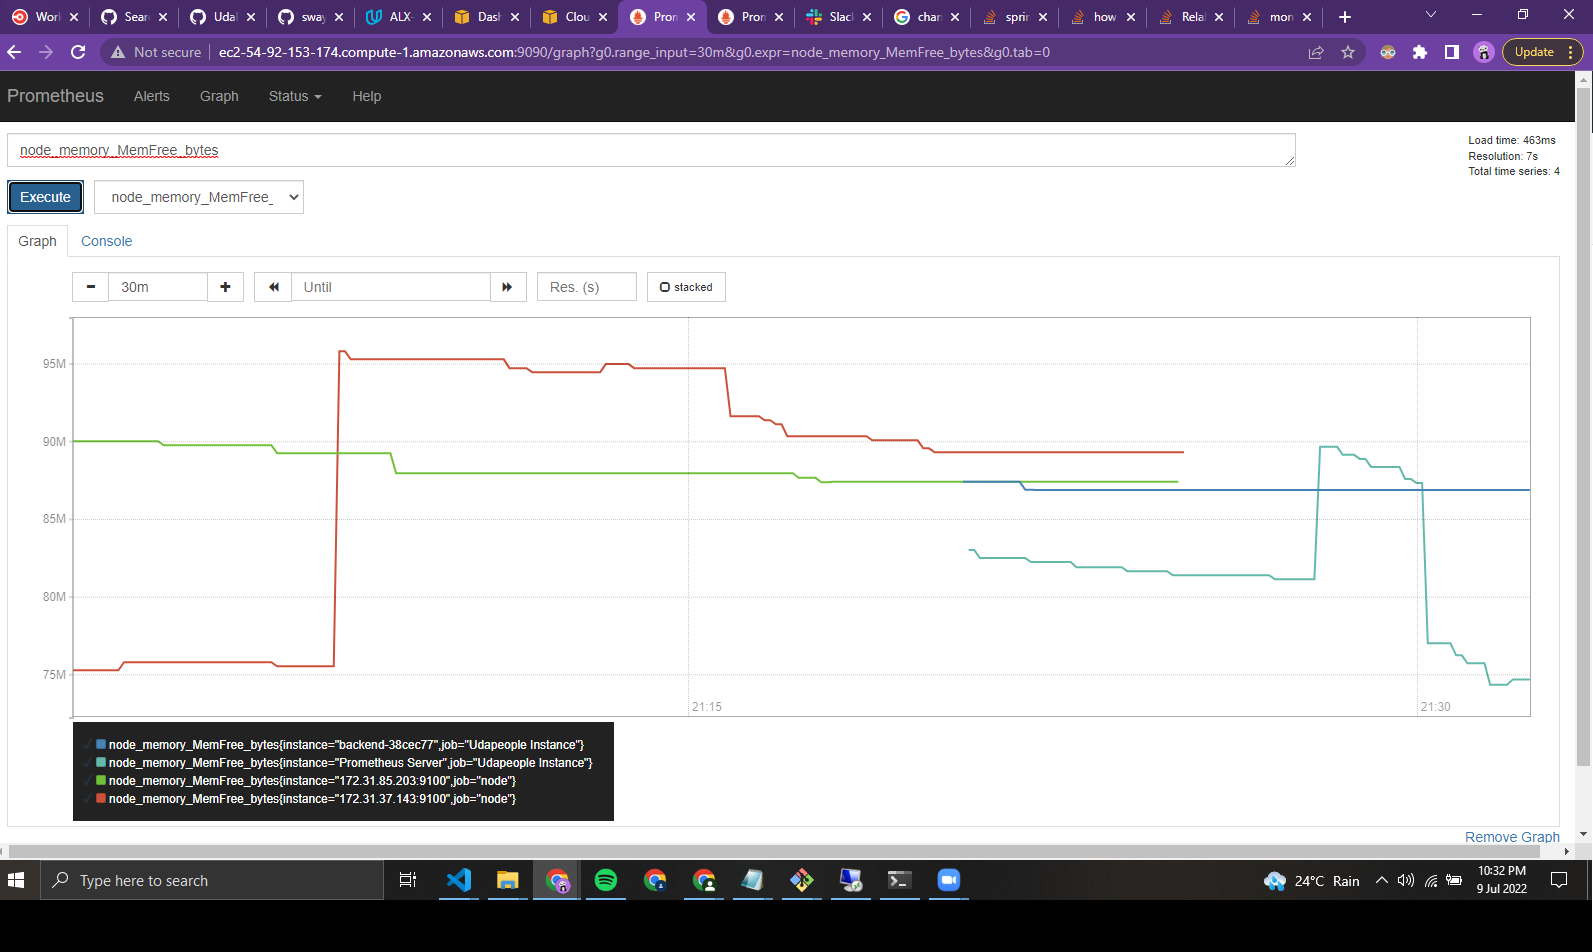 Work
Sear
Udal
sway
ALX-
Dash
Clou
Pron
Pron
Slack
chan
sprin
how
Relat
mon
Not secure
ec2-54-92-153-174.compute-1.amazonaws.com:9090/graph?g0.range_input=30m&g0.expr=node_memory_MemFree_bytes&g0.tab=0
Update
Prometheus Alerts Graph Status Help
node_memory_MemFree_bytes
Load time: 463ms
Resolution: 7s
Total time series: 4
Execute
node_memory_MemFree_
Graph Console
- 30m + Until Res. (s) stacked
95M
90M
85M
80M
75M
21:15
21:30
node_memory_MemFree_bytes{instance="backend-38cec77",job="Udapeople Instance"}
node_memory_MemFree_bytes{instance="Prometheus Server",job="Udapeople Instance"}
node_memory_MemFree_bytes{instance="172.31.85.203:9100",job="node"}
node_memory_MemFree_bytes{instance="172.31.37.143:9100",job="node"}
Remove Graph
Type here to search
24°C Rain
10:32 PM
9 Jul 2022